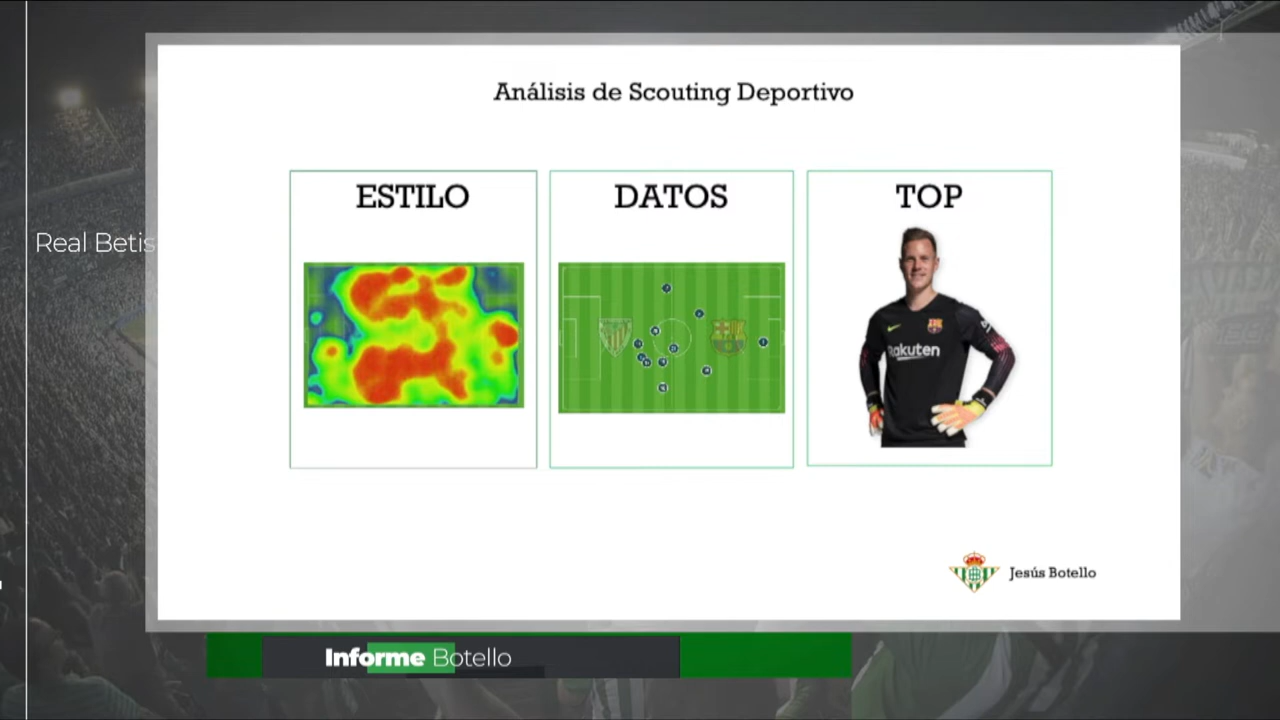 Análisis de Scouting Deportivo
ESTILO
DATOS
TOP
Real Betis
Rakuten
Jesús Botello
Informe Botello